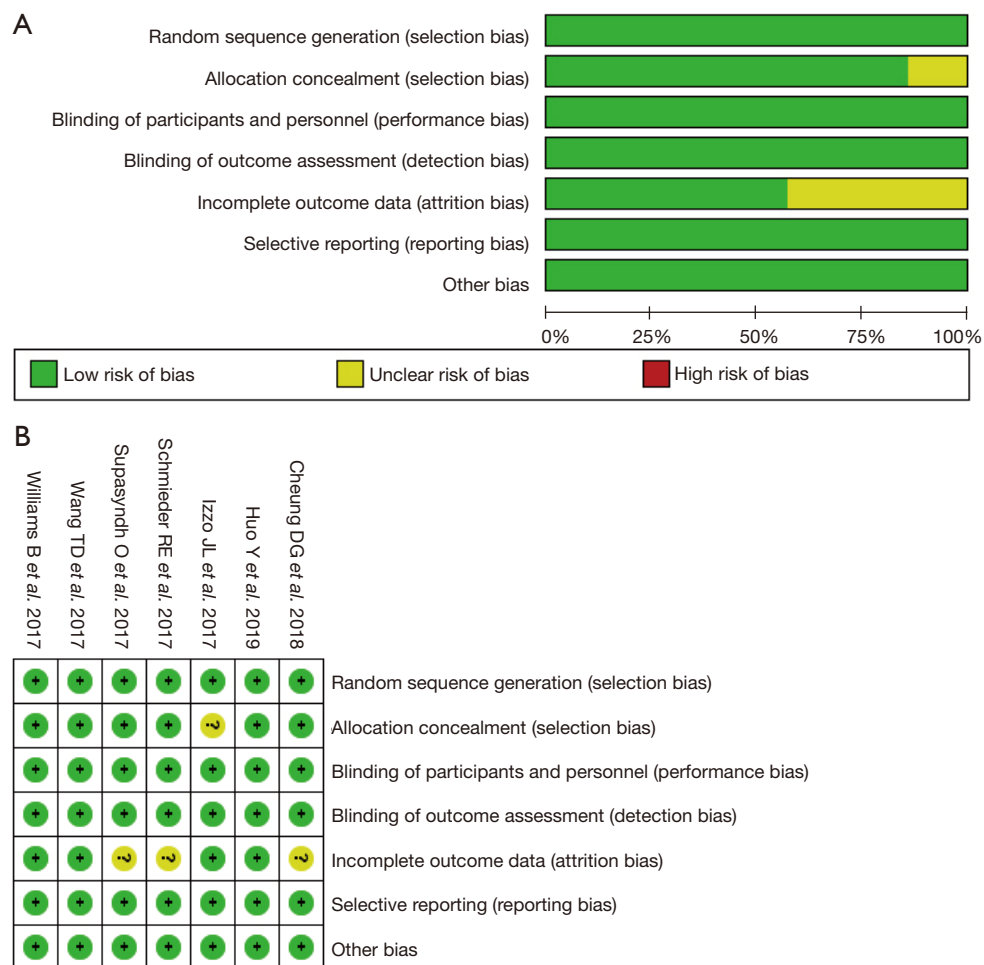 A
Random sequence generation (selection bias)
Allocation concealment (selection bias)
Blinding of participants and personnel (performance bias)
Blinding of outcome assessment (detection bias)
Incomplete outcome data (attrition bias)
Selective reporting (reporting bias)
Other bias
0% 25% 50% 75% 100%
Low risk of bias Unclear risk of bias High risk of bias
B
Williams B et al. 2017
Wang TD et al. 2017
Supasyndh O et al. 2017
Schmieder RE et al. 2017
Izzo JL et al. 2017
Huo Y et al. 2019
Cheung DG et al. 2018
+ + + + + + + Random sequence generation (selection bias)
+ + + + ? + + Allocation concealment (selection bias)
+ + + + + + + Blinding of participants and personnel (performance bias)
+ + + + + + + Blinding of outcome assessment (detection bias)
+ + ? ? + + ? Incomplete outcome data (attrition bias)
+ + + + + + + Selective reporting (reporting bias)
+ + + + + + + Other bias